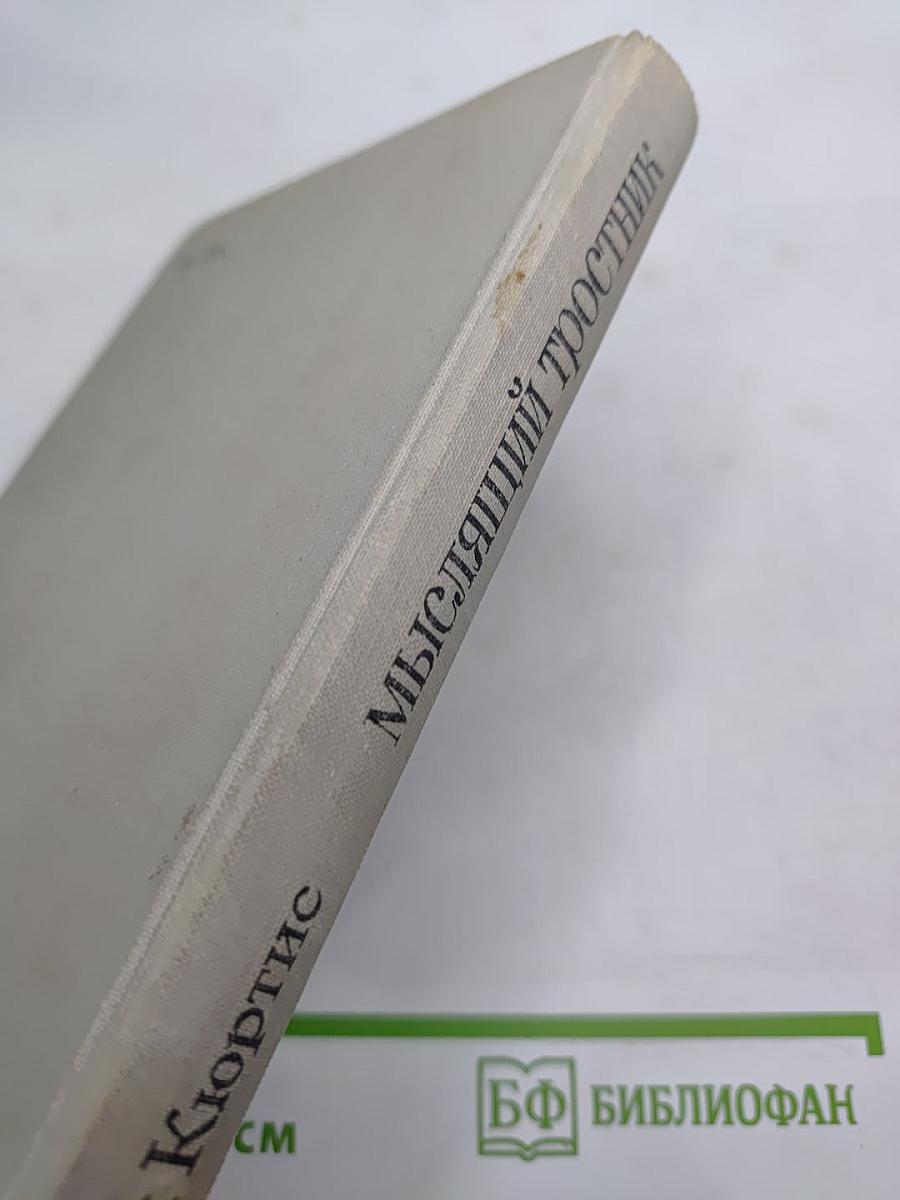 Кюртис
Мыслящий тростник
см
БФ БИБЛИОФАН